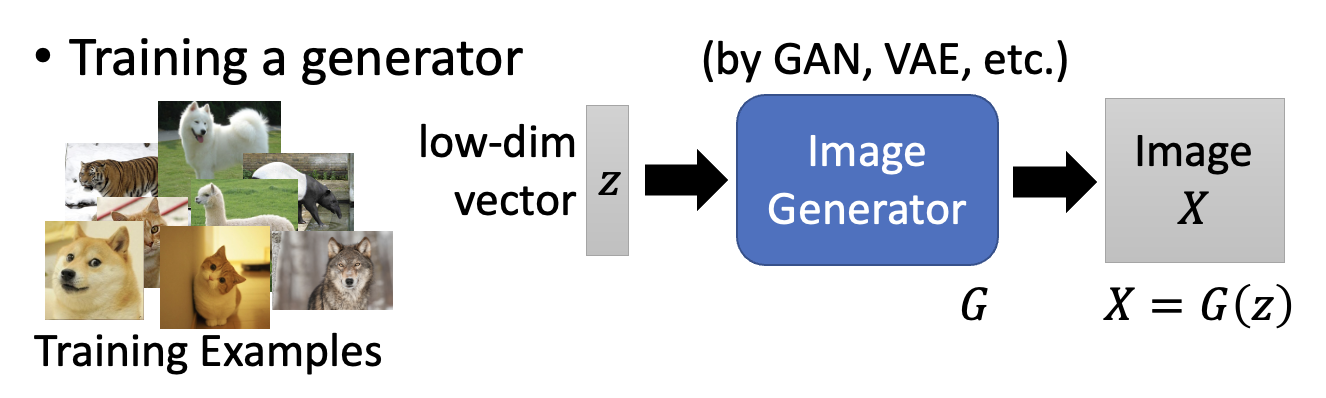 • Training a generator
(by GAN, VAE, etc.)
low-dim
vector
z
Image
Generator
G
Image
X
X = G(z)
Training Examples